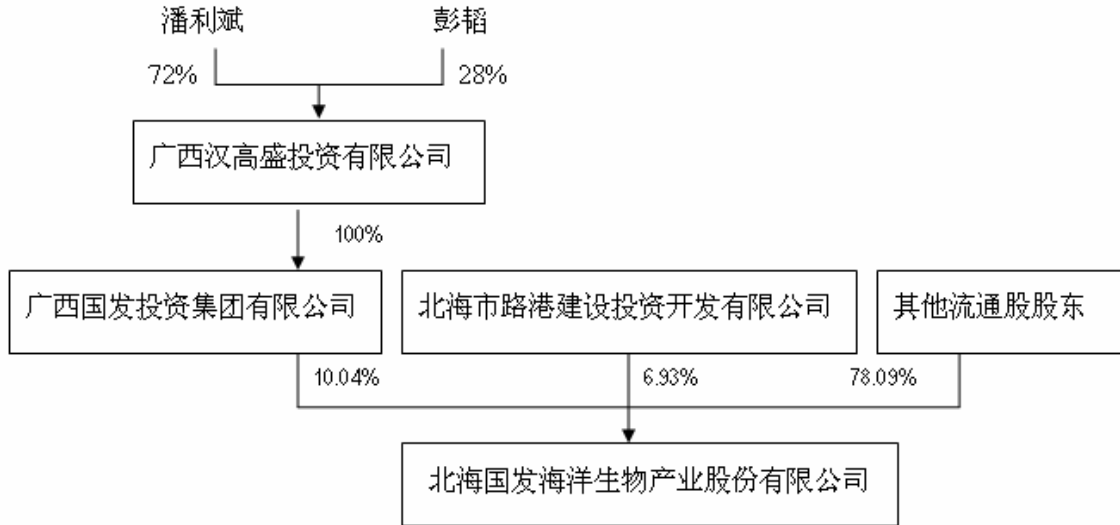 潘利斌
彭韬
72%
28%
广西汉高盛投资有限公司
100%
广西国发投资集团有限公司
北海市路港建设投资开发有限公司
其他流通股股东
10.04%
6.93%
78.09%
北海国发海洋生物产业股份有限公司